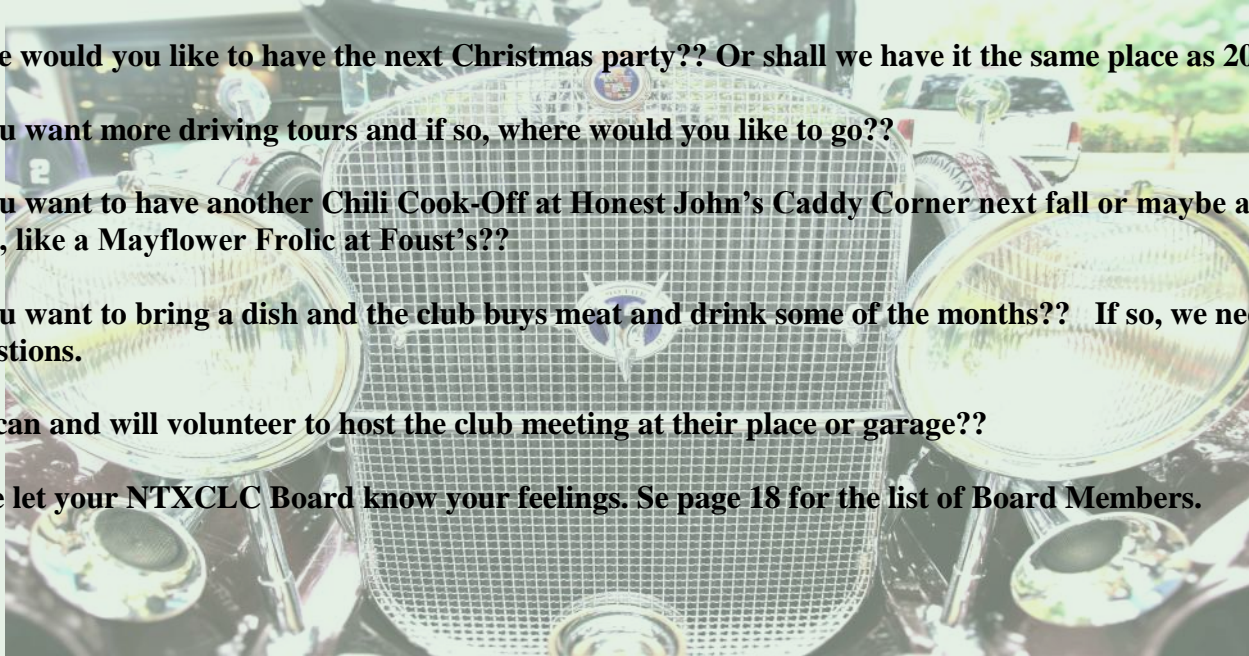 e would you like to have the next Christmas party?? Or shall we have it the same place as 20
u want more driving tours and if so, where would you like to go??
u want to have another Chili Cook-Off at Honest John’s Caddy Corner next fall or maybe a
, like a Mayflower Frolic at Foust’s??
u want to bring a dish and the club buys meat and drink some of the months?? If so, we ne
stions.
can and will volunteer to host the club meeting at their place or garage??
e let your NTXCLC Board know your feelings. Se page 18 for the list of Board Members.
2